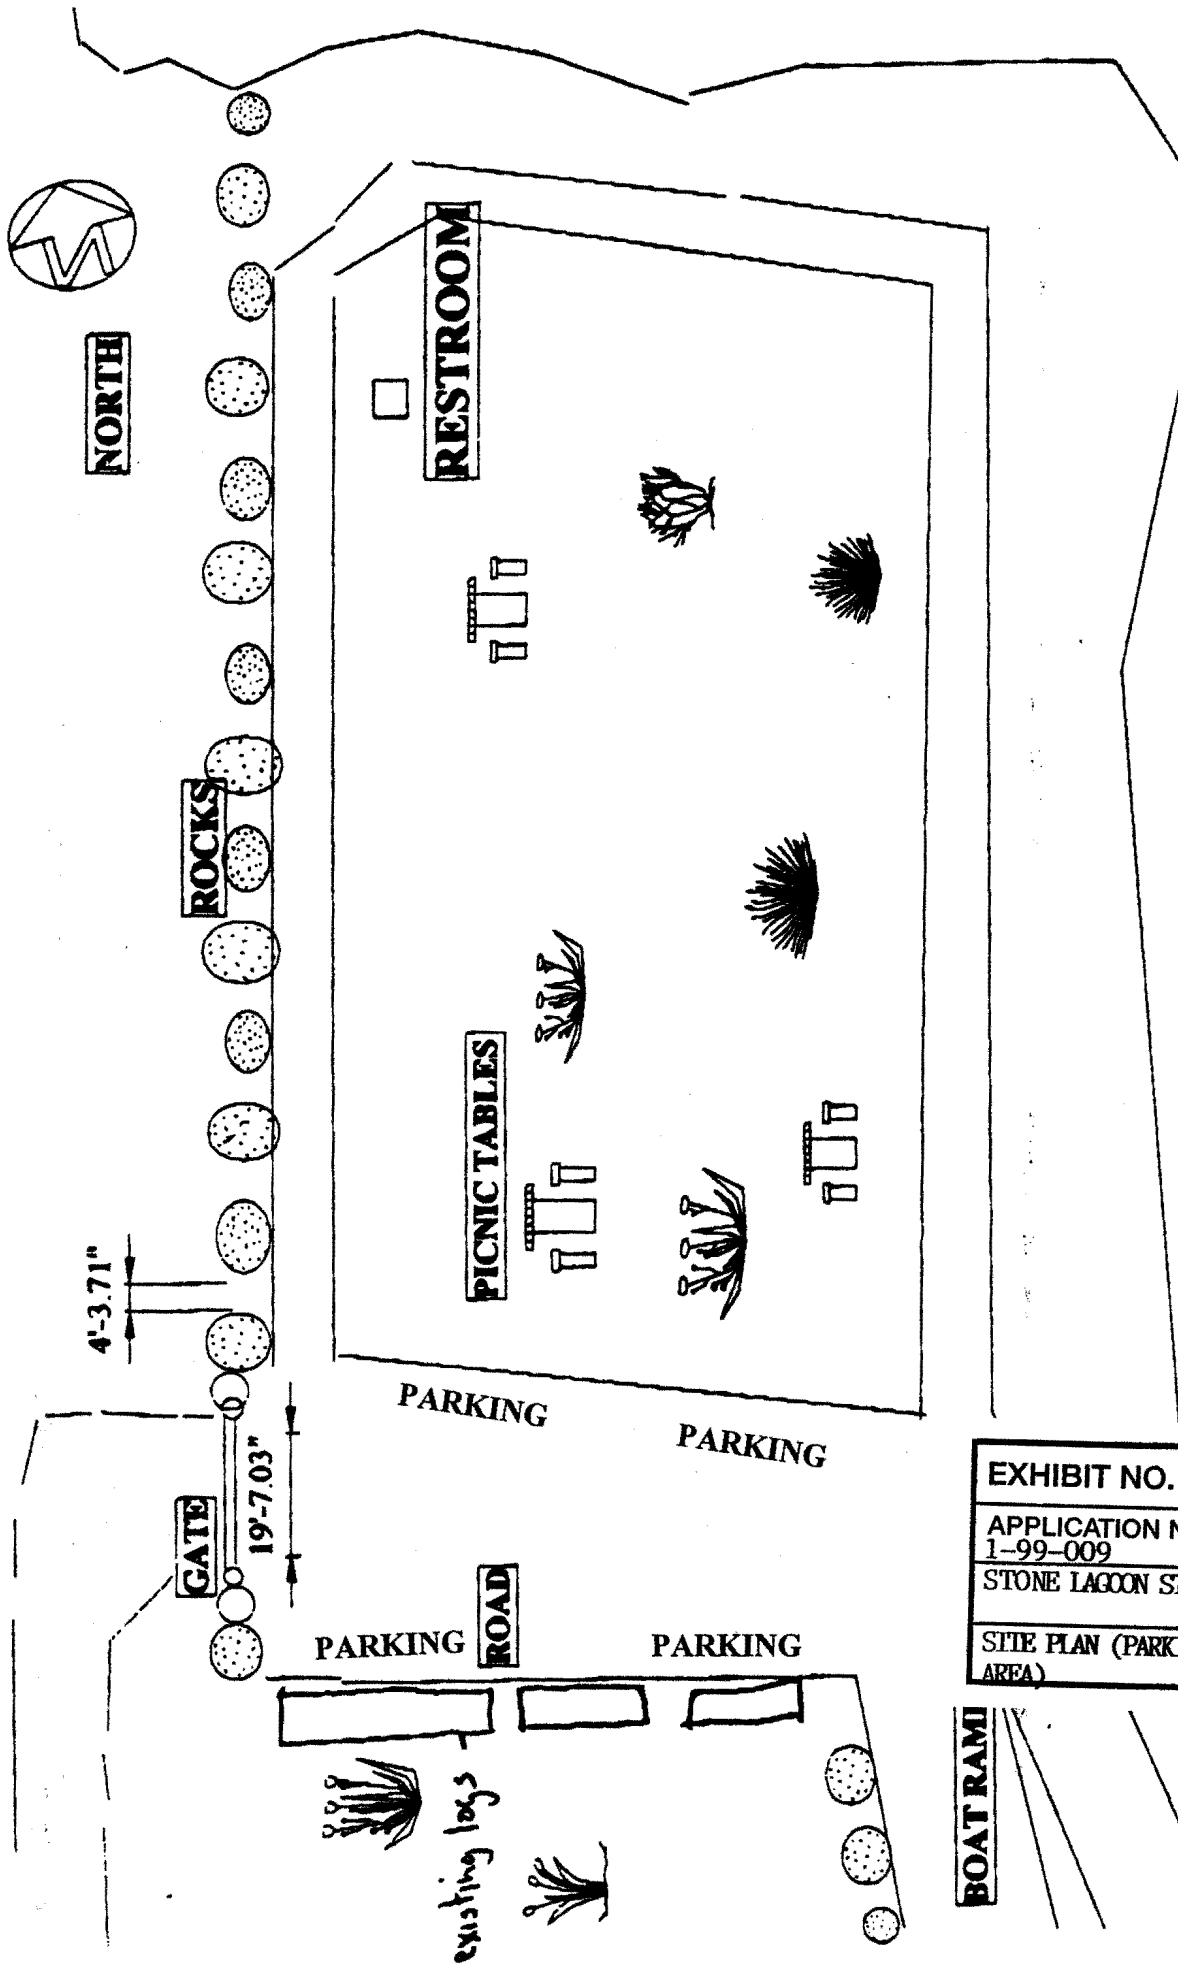 NORTH
RESTROOM
ROCKS
PICNIC TABLES
4'-3.71"
19'-7.03"
GATE
PARKING
PARKING
PARKING
ROAD
PARKING
existing logs
EXHIBIT NO.
APPLICATION N
1-99-009
STONE LAGOON S
SITE PLAN (PARK
AREA)
BOAT RAM